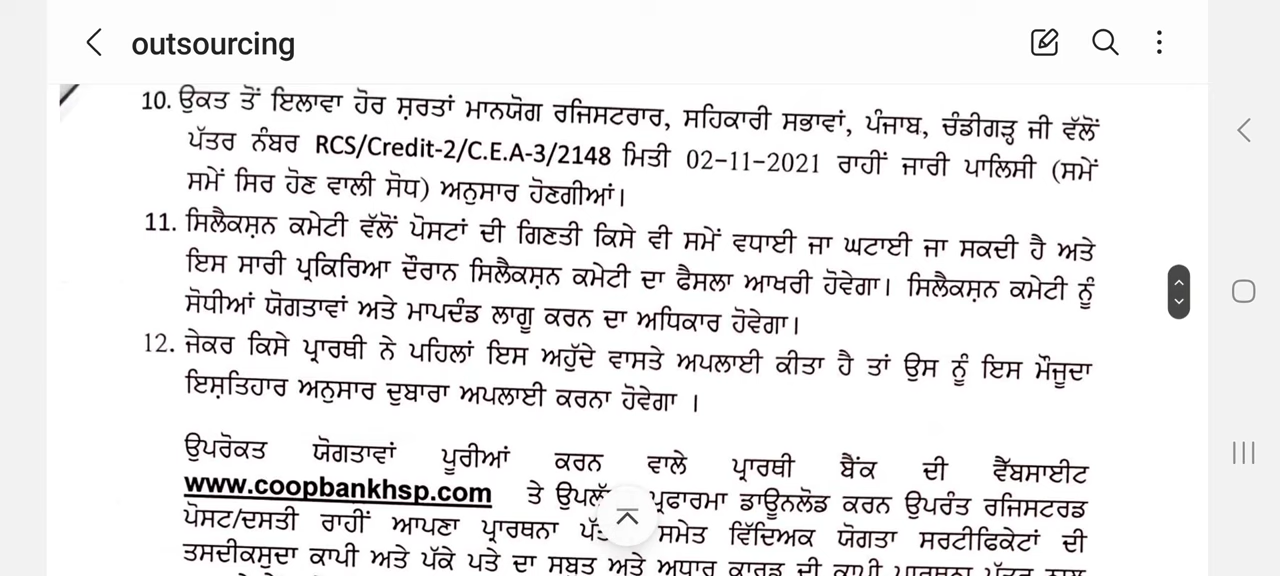 outsourcing
10. ਉਕਤ ਤੋਂ ਇਲਾਵਾ ਹੋਰ ਸ਼ਰਤਾਂ ਮਾਨਯੋਗ ਰਜਿਸਟਰਾਰ, ਸਹਿਕਾਰੀ ਸਭਾਵਾਂ, ਪੰਜਾਬ, ਚੰਡੀਗੜ੍ਹ ਜੀ ਵੱਲੋਂ
ਪੱਤਰ ਨੰਬਰ RCS/Credit-2/C.E.A-3/2148 ਮਿਤੀ 02-11-2021 ਰਾਹੀਂ ਜਾਰੀ ਪਾਲਿਸੀ (ਸਮੇਂ
ਸਮੇਂ ਸਿਰ ਹੋਣ ਵਾਲੀ ਸੋਧ) ਅਨੁਸਾਰ ਹੋਣਗੀਆਂ।
11. ਸਿਲੈਕਸ਼ਨ ਕਮੇਟੀ ਵੱਲੋਂ ਪੋਸਟਾਂ ਦੀ ਗਿਣਤੀ ਕਿਸੇ ਵੀ ਸਮੇਂ ਵਧਾਈ ਜਾ ਘਟਾਈ ਜਾ ਸਕਦੀ ਹੈ ਅਤੇ
ਇਸ ਸਾਰੀ ਪ੍ਰਕਿਰਿਆ ਦੌਰਾਨ ਸਿਲੈਕਸ਼ਨ ਕਮੇਟੀ ਦਾ ਫੈਸਲਾ ਆਖਰੀ ਹੋਵੇਗਾ। ਸਿਲੈਕਸ਼ਨ ਕਮੇਟੀ ਨੂੰ
ਸੋਧੀਆਂ ਯੋਗਤਾਵਾਂ ਅਤੇ ਮਾਪਦੰਡ ਲਾਗੂ ਕਰਨ ਦਾ ਅਧਿਕਾਰ ਹੋਵੇਗਾ।
12. ਜੇਕਰ ਕਿਸੇ ਪ੍ਰਾਰਥੀ ਨੇ ਪਹਿਲਾਂ ਇਸ ਅਹੁੱਦੇ ਵਾਸਤੇ ਅਪਲਾਈ ਕੀਤਾ ਹੈ ਤਾਂ ਉਸ ਨੂੰ ਇਸ ਮੌਜੂਦਾ
ਇਸ਼ਤਿਹਾਰ ਅਨੁਸਾਰ ਦੁਬਾਰਾ ਅਪਲਾਈ ਕਰਨਾ ਹੋਵੇਗਾ ।
ਉਪਰੋਕਤ ਯੋਗਤਾਵਾਂ ਪੂਰੀਆਂ ਕਰਨ ਵਾਲੇ ਪ੍ਰਾਰਥੀ ਬੈਂਕ ਦੀ ਵੈੱਬਸਾਈਟ
www.coopbankhsp.com ਤੇ ਪ੍ਰਫਾਰਮਾ ਡਾਊਨਲੋਡ ਕਰਨ ਉਪਰੰਤ ਰਜਿਸਟਰਡ
ਪੋਸਟ/ਦਸਤੀ ਰਾਹੀਂ ਆਪਣਾ ਪ੍ਰਾਰਥਨਾ ਸਮੇਤ ਵਿੱਦਿਅਕ ਯੋਗਤਾ ਸਰਟੀਫਿਕੇਟਾਂ ਦੀ
ਤਸਦੀਕਸੁਦਾ ਕਾਪੀ ਅਤੇ ਪੱਕੇ ਪਤੇ ਦਾ ਸਬੂਤ ਅਤੇ ਅਧਾਰ ਕਾਰਡ ਦੀ ਕਾਪੀ